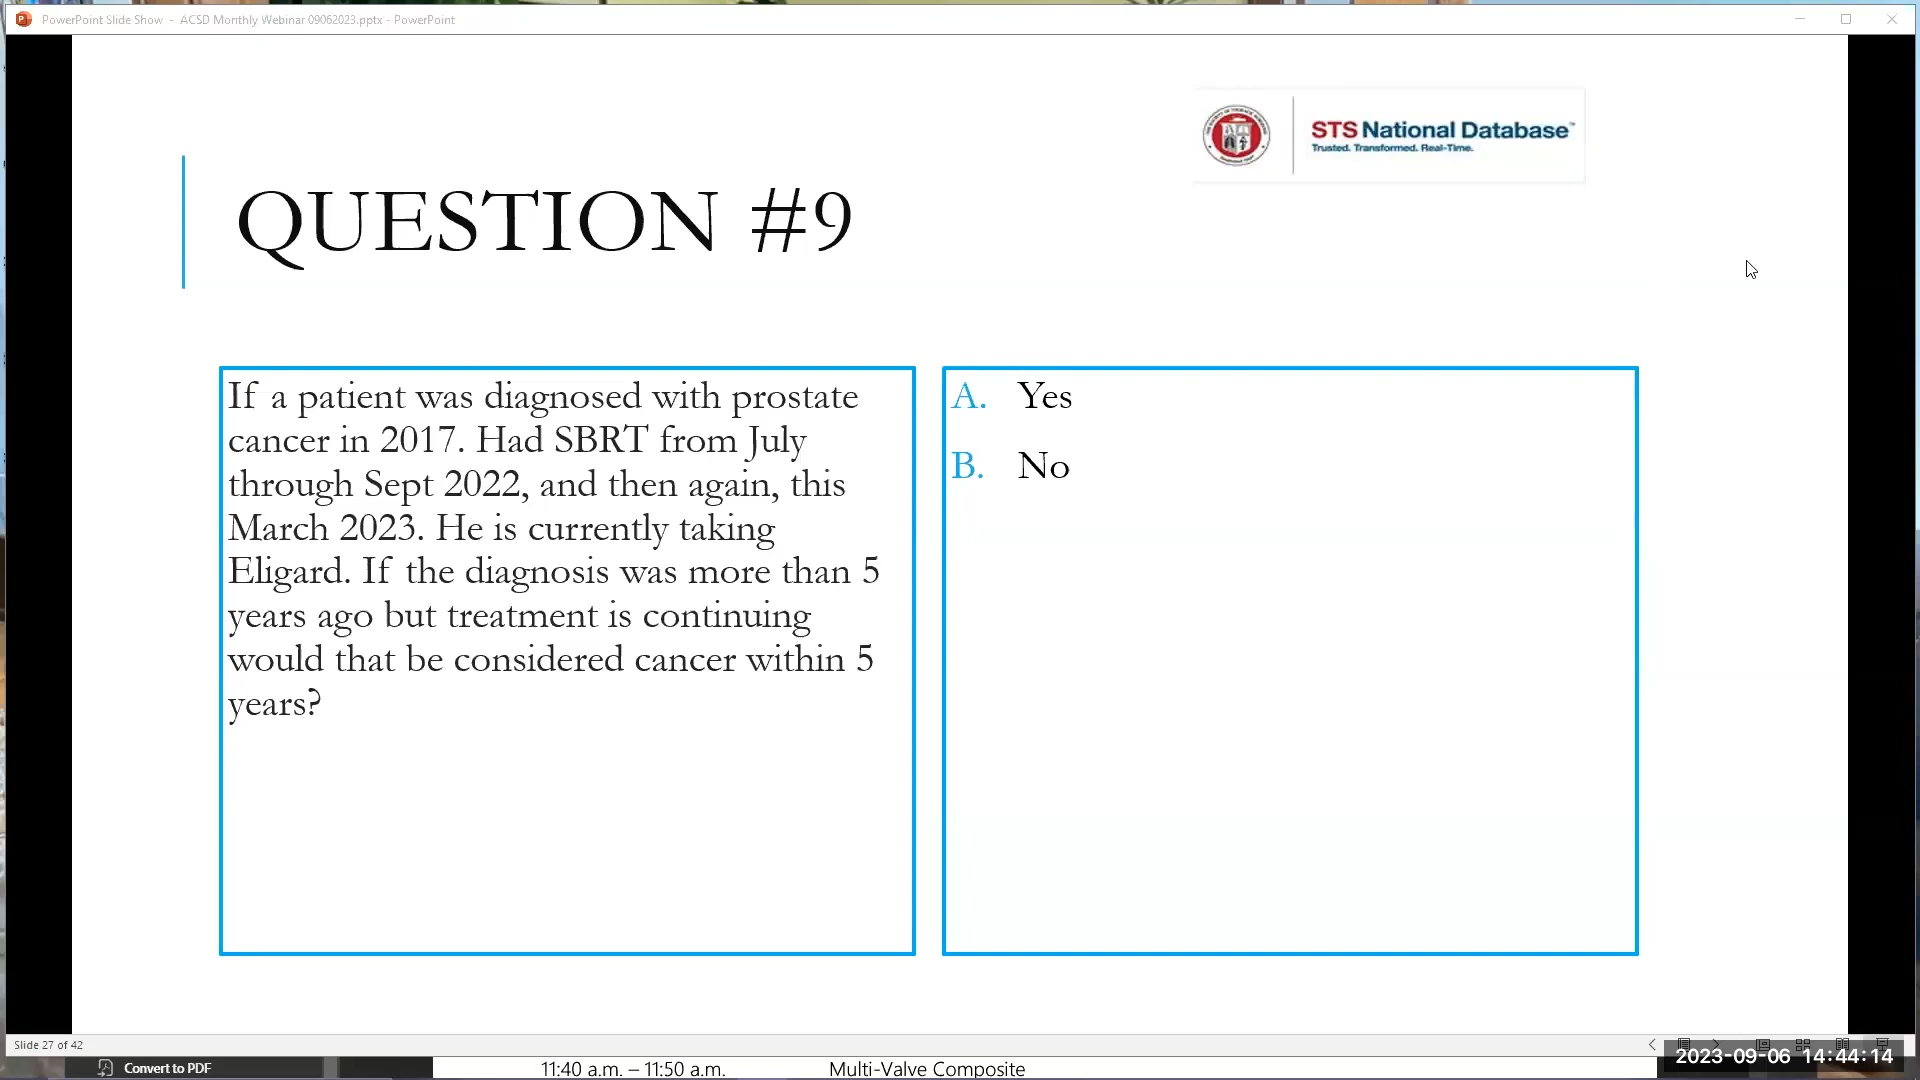 PowerPoint Slide Show - ACSD Monthly Webinar 09062023.pptx - PowerPoint
STS National Database™
Trusted. Transformed. Real-Time.
QUESTION #9
If a patient was diagnosed with prostate
cancer in 2017. Had SBRT from July
through Sept 2022, and then again, this
March 2023. He is currently taking
Eligard. If the diagnosis was more than 5
years ago but treatment is continuing
would that be considered cancer within 5
years?
A. Yes
B. No
Slide 27 of 42
2023-09-06 14:44:14
Convert to PDF
11:40 a.m. – 11:50 a.m.
Multi-Valve Composite